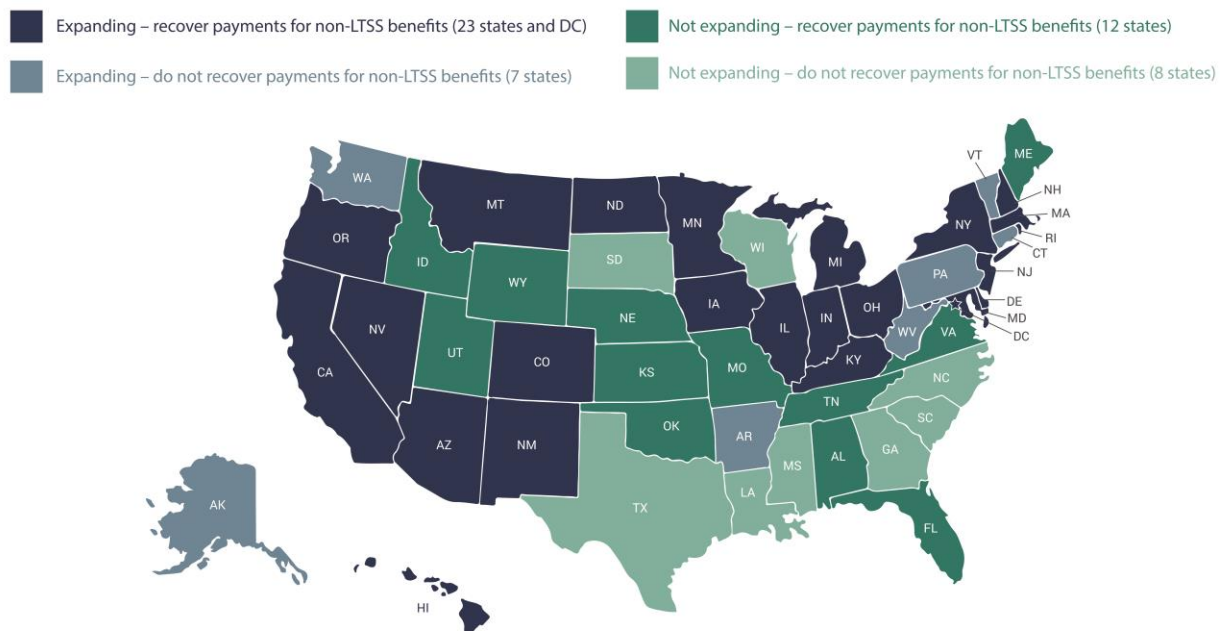 Expanding – recover payments for non-LTSS benefits (23 states and DC)
Not expanding – recover payments for non-LTSS benefits (12 states)
Expanding – do not recover payments for non-LTSS benefits (7 states)
Not expanding – do not recover payments for non-LTSS benefits (8 states)
WA
MT
ND
MN
VT
ME
NH
MA
RI
CT
NY
OR
ID
SD
WI
MI
WY
IA
PA
NJ
NV
NE
IL
IN
OH
DE
MD
DC
WV
VA
UT
CO
KS
MO
KY
CA
NC
TN
AZ
NM
OK
AR
SC
MS
AL
GA
LA
TX
FL
AK
HI